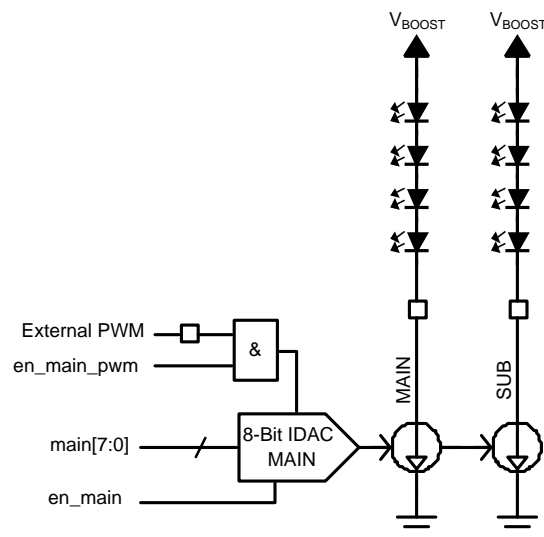 VBOOST VBOOST
External PWM
&
en_main_pwm
MAIN
SUB
main[7:0]
8-Bit IDAC
MAIN
en_main